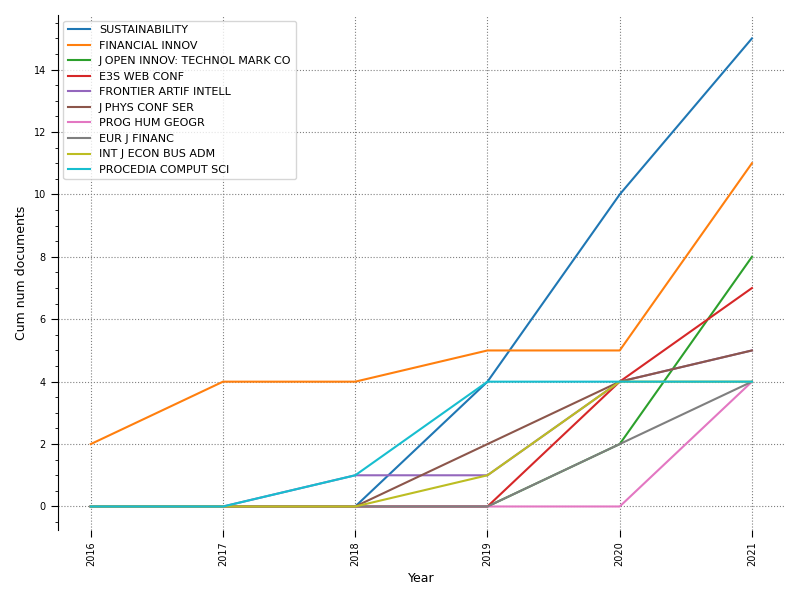 SUSTAINABILITY
FINANCIAL INNOV
J OPEN INNOV: TECHNOL MARK CO
E3S WEB CONF
FRONTIER ARTIF INTELL
J PHYS CONF SER
PROG HUM GEOGR
EUR J FINANC
INT J ECON BUS ADM
PROCEDIA COMPUT SCI
Cum num documents
14
12
10
8
6
4
2
0
2016
2017
2018
2019
2020
2021
Year